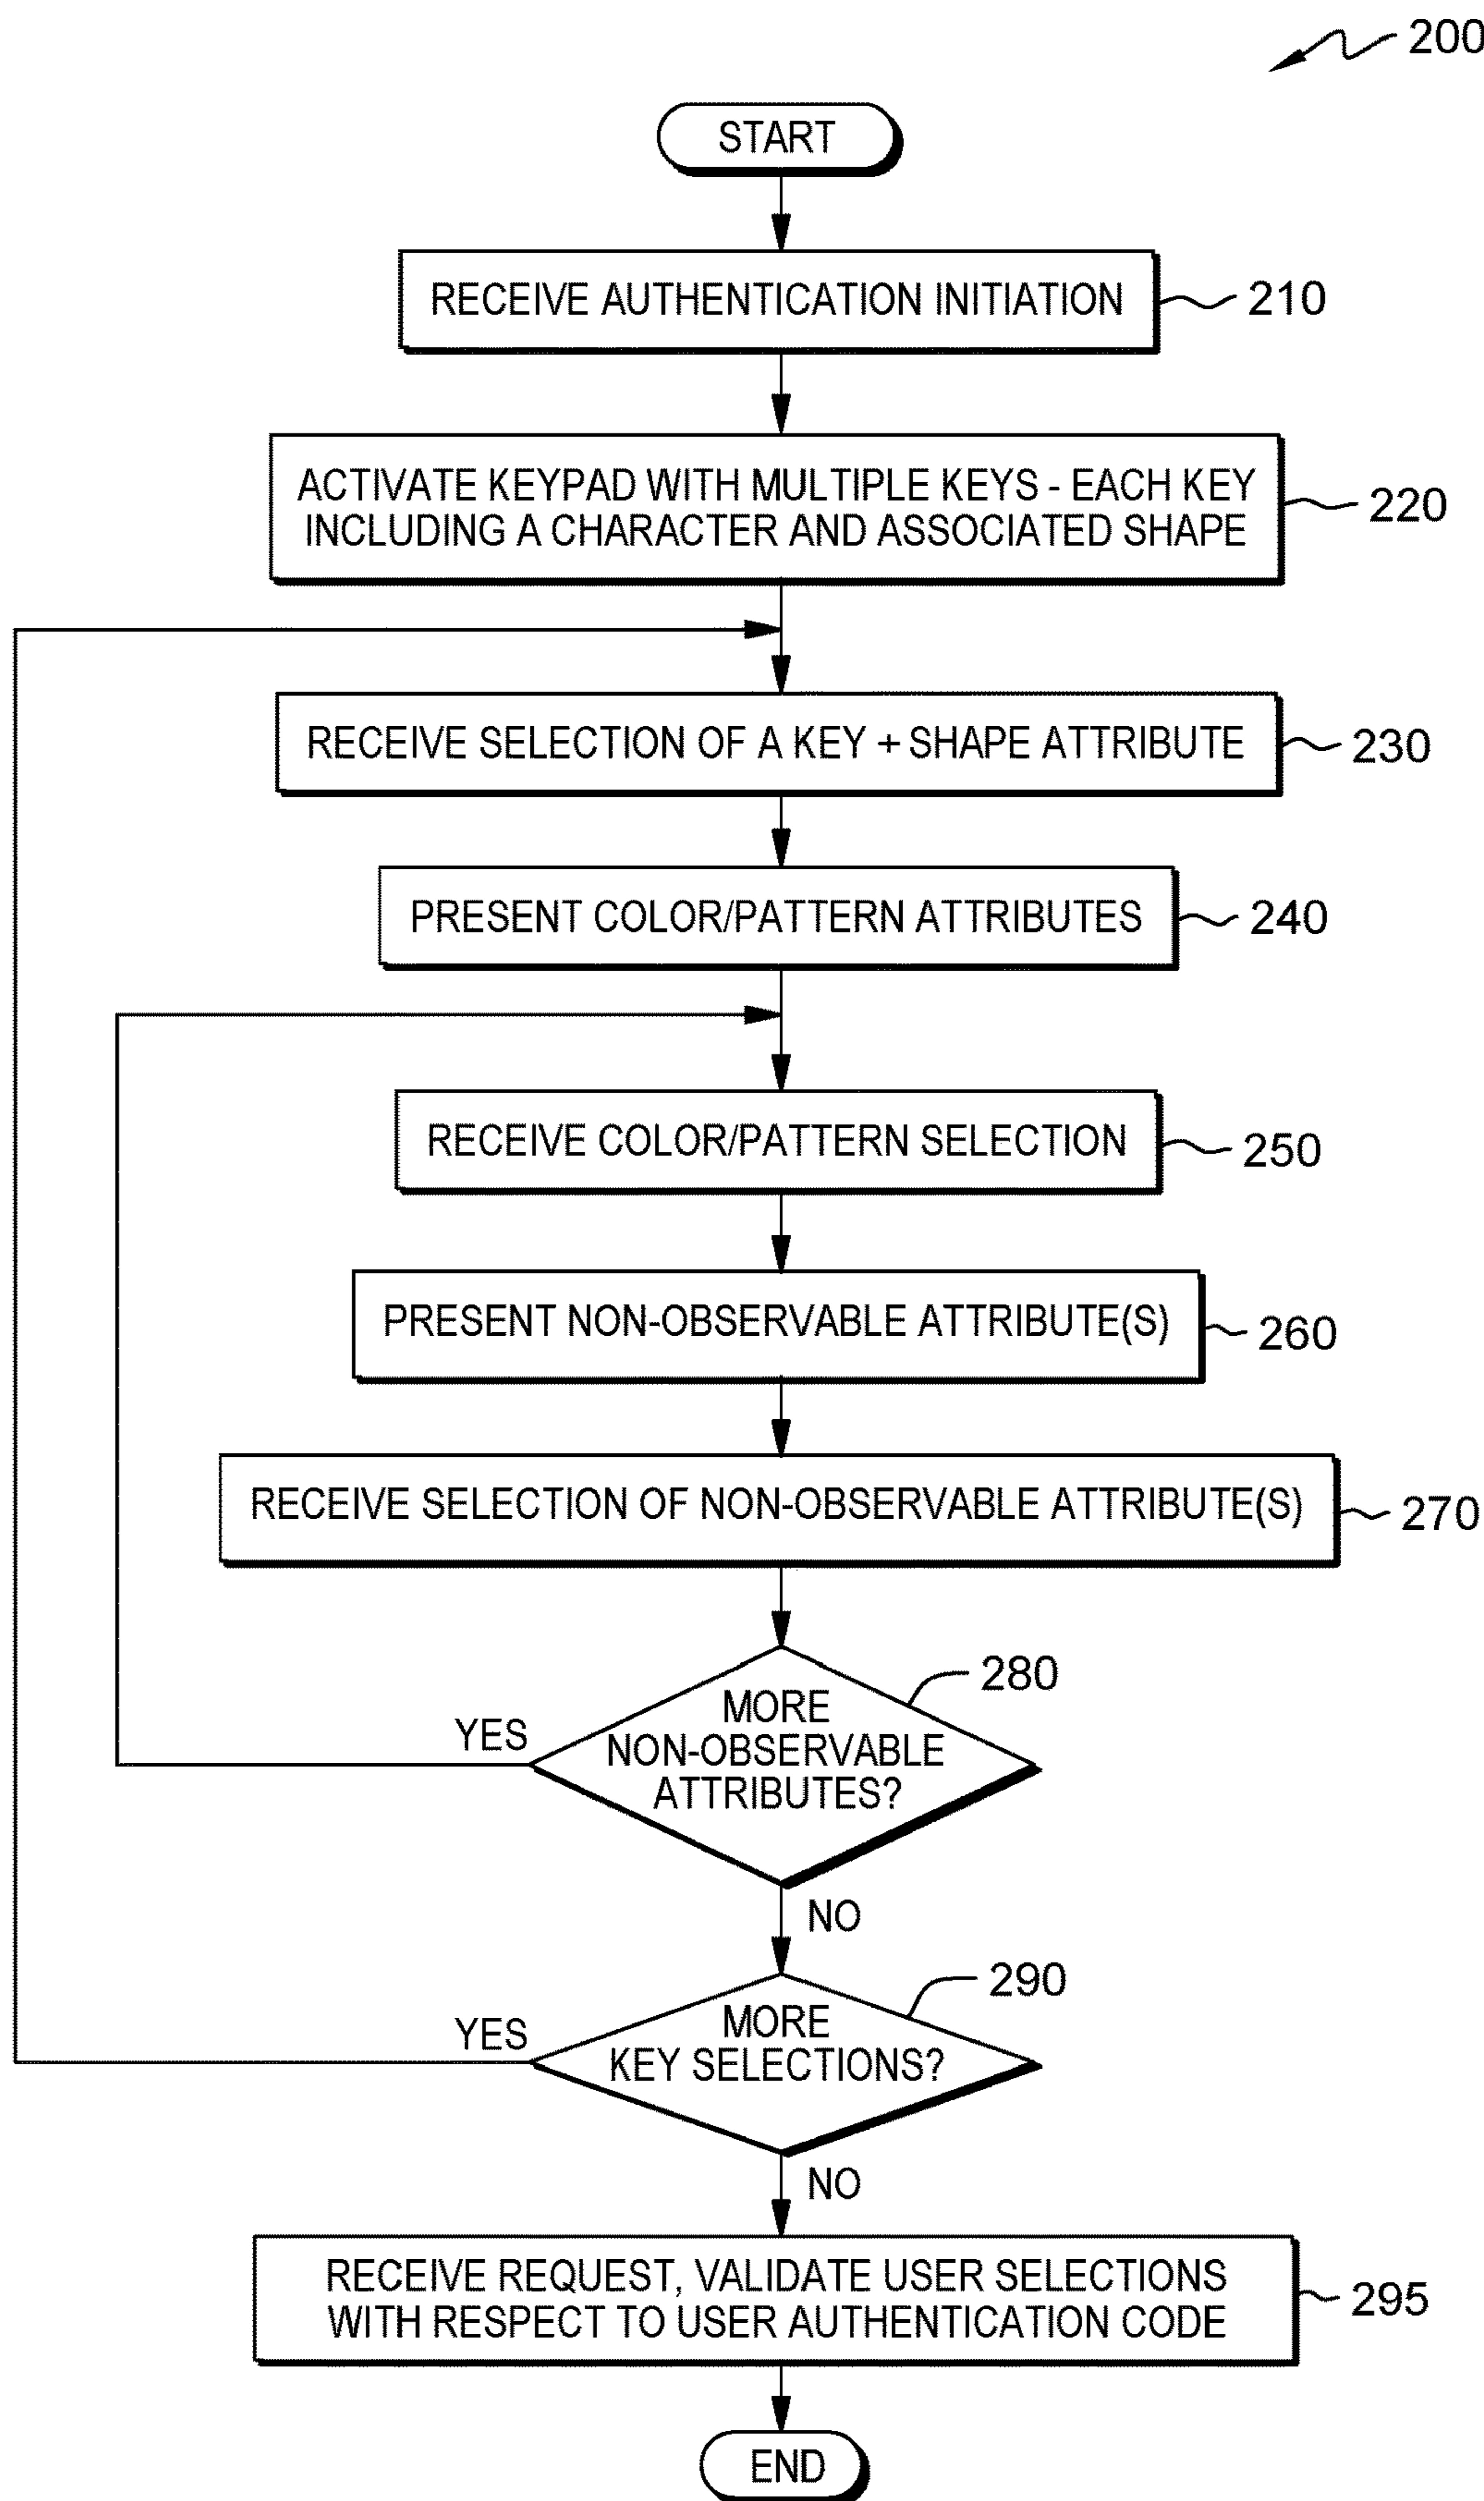 200
START
RECEIVE AUTHENTICATION INITIATION
210
ACTIVATE KEYPAD WITH MULTIPLE KEYS - EACH KEY
INCLUDING A CHARACTER AND ASSOCIATED SHAPE
220
RECEIVE SELECTION OF A KEY + SHAPE ATTRIBUTE
230
PRESENT COLOR/PATTERN ATTRIBUTES
240
RECEIVE COLOR/PATTERN SELECTION
250
PRESENT NON-OBSERVABLE ATTRIBUTE(S)
260
RECEIVE SELECTION OF NON-OBSERVABLE ATTRIBUTE(S)
270
280
MORE
NON-OBSERVABLE
ATTRIBUTES?
YES
NO
290
MORE
KEY SELECTIONS?
YES
NO
RECEIVE REQUEST, VALIDATE USER SELECTIONS
WITH RESPECT TO USER AUTHENTICATION CODE
295
END